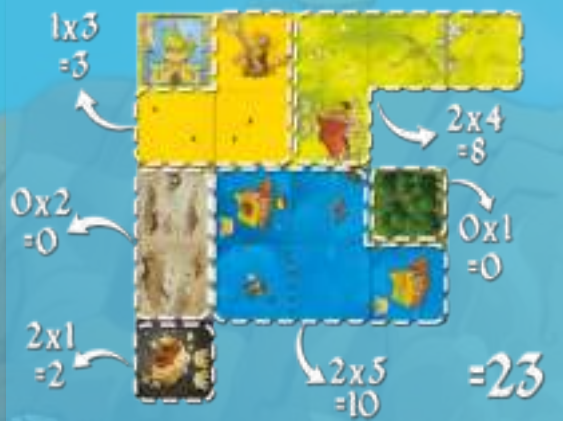 1x3
=3
2x4
=8
0x2
=0
0x1
=0
2x1
=2
2x5
=10
=23